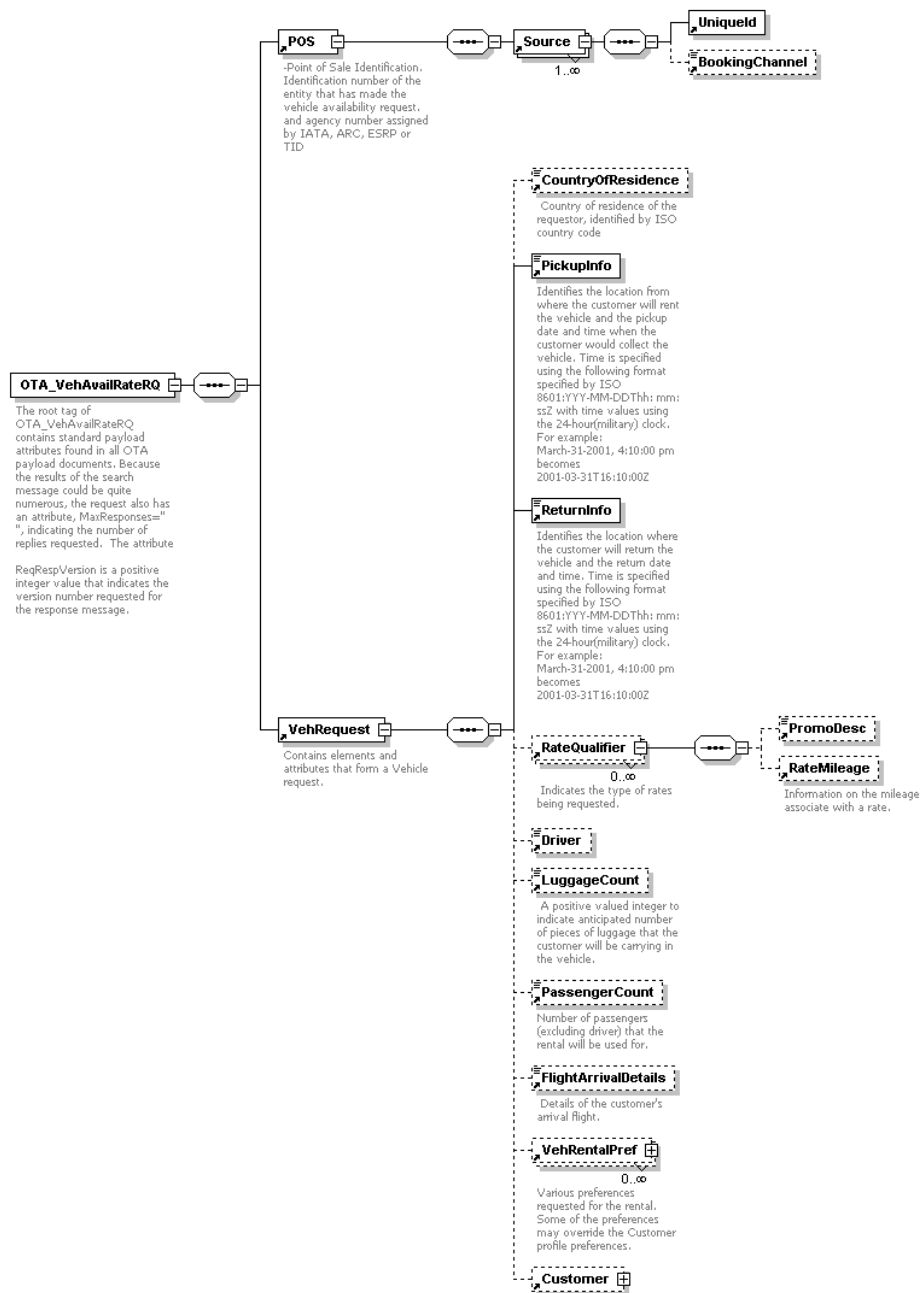 POS
-Point of Sale Identification.
Identification number of the
entity that has made the
vehicle availability request.
and agency number assigned
by IATA, ARC, ESRP or
TID
Source
1..∞
UniqueId
BookingChannel
OTA_VehAvailRateRQ
The root tag of
OTA_VehAvailRateRQ
contains standard payload
attributes found in all OTA
payload documents. Because
the results of the search
message could be quite
numerous, the request also has
an attribute, MaxResponses="
", indicating the number of
replies requested.  The attribute
ReqRespVersion is a positive
integer value that indicates the
version number requested for
the response message.
VehRequest
Contains elements and
attributes that form a Vehicle
request.
CountryOfResidence
Country of residence of the
requestor, identified by ISO
country code
PickupInfo
Identifies the location from
where the customer will rent
the vehicle and the pickup
date and time when the
customer would collect the
vehicle. Time is specified
using the following format
specified by ISO
8601:YYY-MM-DDThh: mm:
ssZ with time values using
the 24-hour(military) clock.
For example:
March-31-2001, 4:10:00 pm
becomes
2001-03-31T16:10:00Z
ReturnInfo
Identifies the location where
the customer will return the
vehicle and the return date
and time. Time is specified
using the following format
specified by ISO
8601:YYY-MM-DDThh: mm:
ssZ with time values using
the 24-hour(military) clock.
For example:
March-31-2001, 4:10:00 pm
becomes
2001-03-31T16:10:00Z
RateQualifier
0..∞
Indicates the type of rates
being requested.
PromoDesc
RateMileage
Information on the mileage
associate with a rate.
Driver
LuggageCount
A positive valued integer to
indicate anticipated number
of pieces of luggage that the
customer will be carrying in
the vehicle.
PassengerCount
Number of passengers
(excluding driver) that the
rental will be used for.
FlightArrivalDetails
Details of the customer's
arrival flight.
VehRentalPref
0..∞
Various preferences
requested for the rental.
Some of the preferences
may override the Customer
profile preferences.
Customer